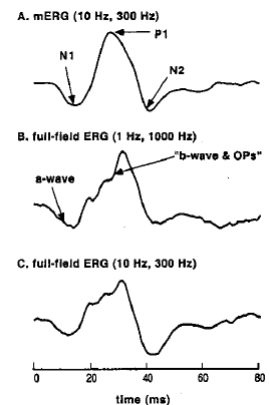 A. mERG (10 Hz, 300 Hz)
P1
N1
N2
B. full-field ERG (1 Hz, 1000 Hz)
"b-wave & OPs"
a-wave
C. full-field ERG (10 Hz, 300 Hz)
0 20 40 60 80
time (ms)